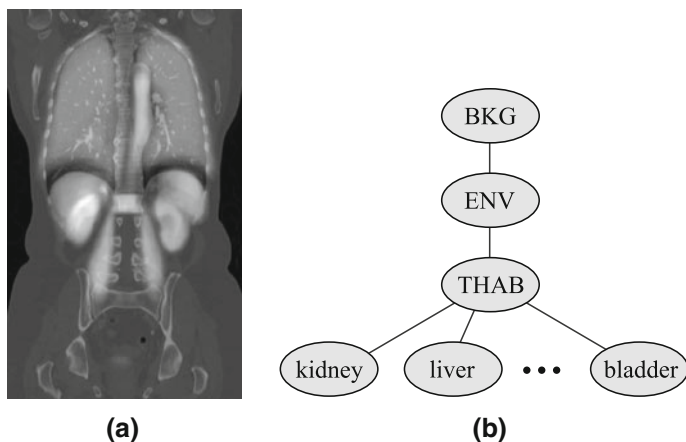 BKG
ENV
THAB
kidney liver ••• bladder
(a) (b)